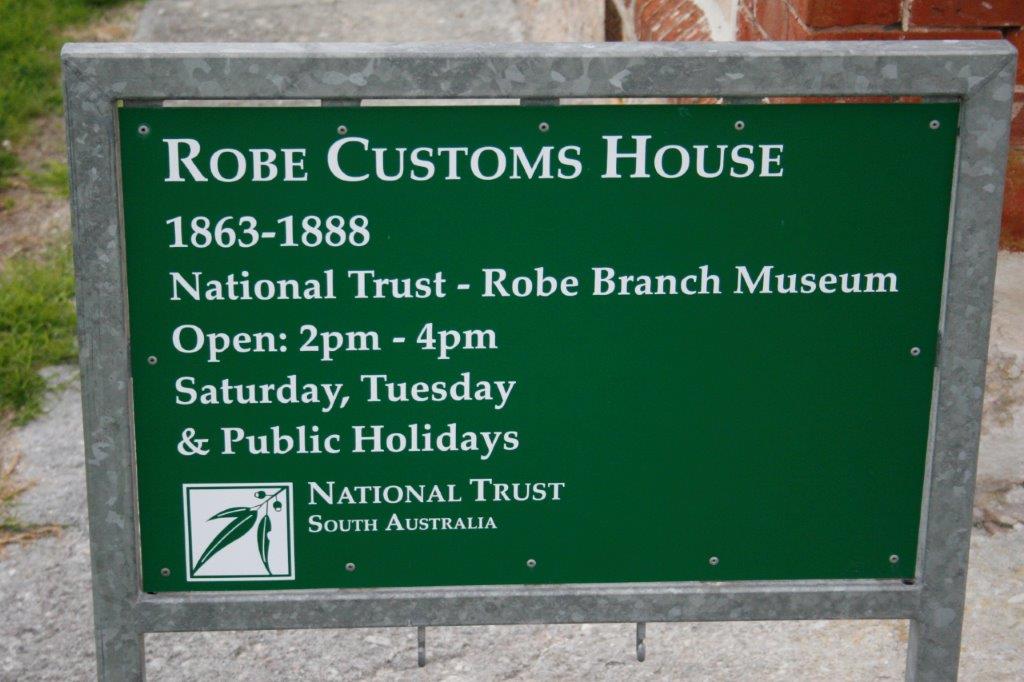 ROBE CUSTOMS HOUSE
1863-1888
National Trust - Robe Branch Museum
Open: 2pm - 4pm
Saturday, Tuesday
& Public Holidays
NATIONAL TRUST
SOUTH AUSTRALIA